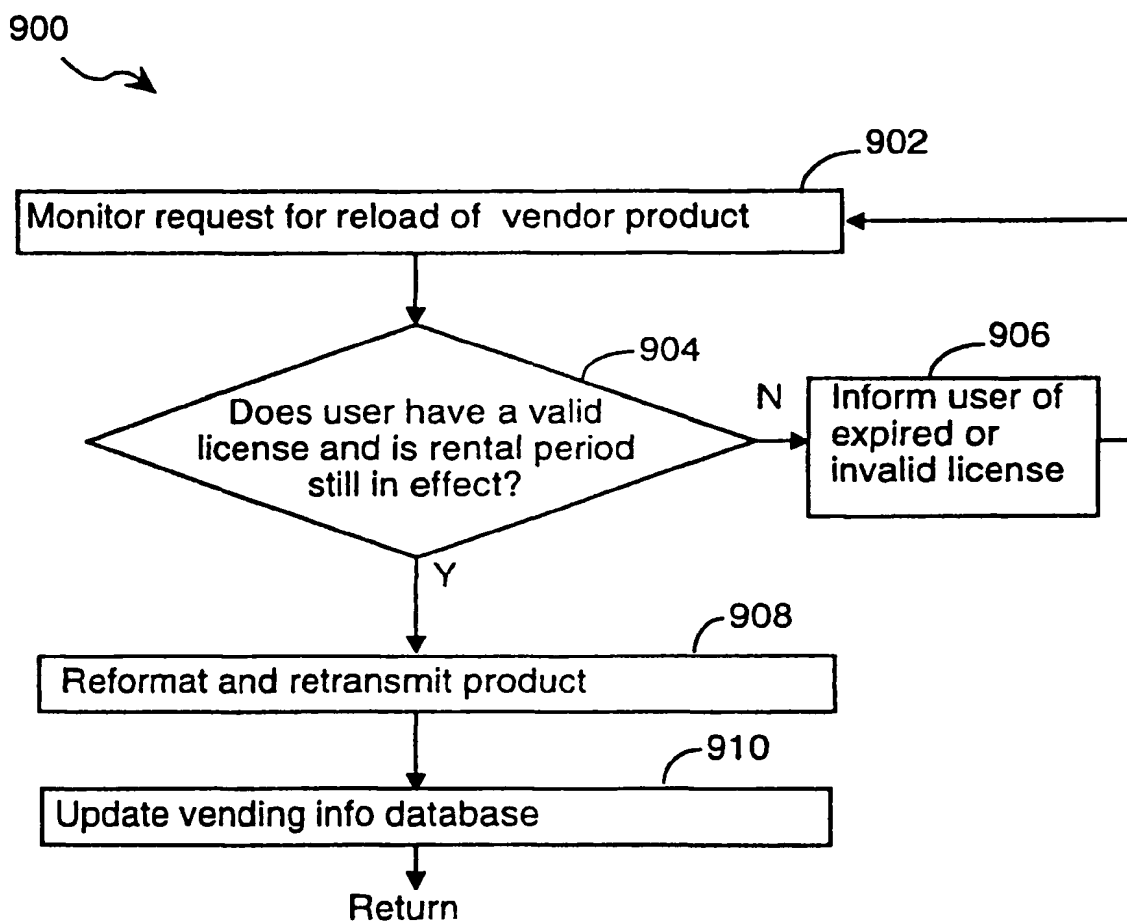 900
902
Monitor request for reload of vendor product
904
Does user have a valid
license and is rental period
still in effect?
N
906
Inform user of
expired or
invalid license
Y
908
Reformat and retransmit product
910
Update vending info database
Return